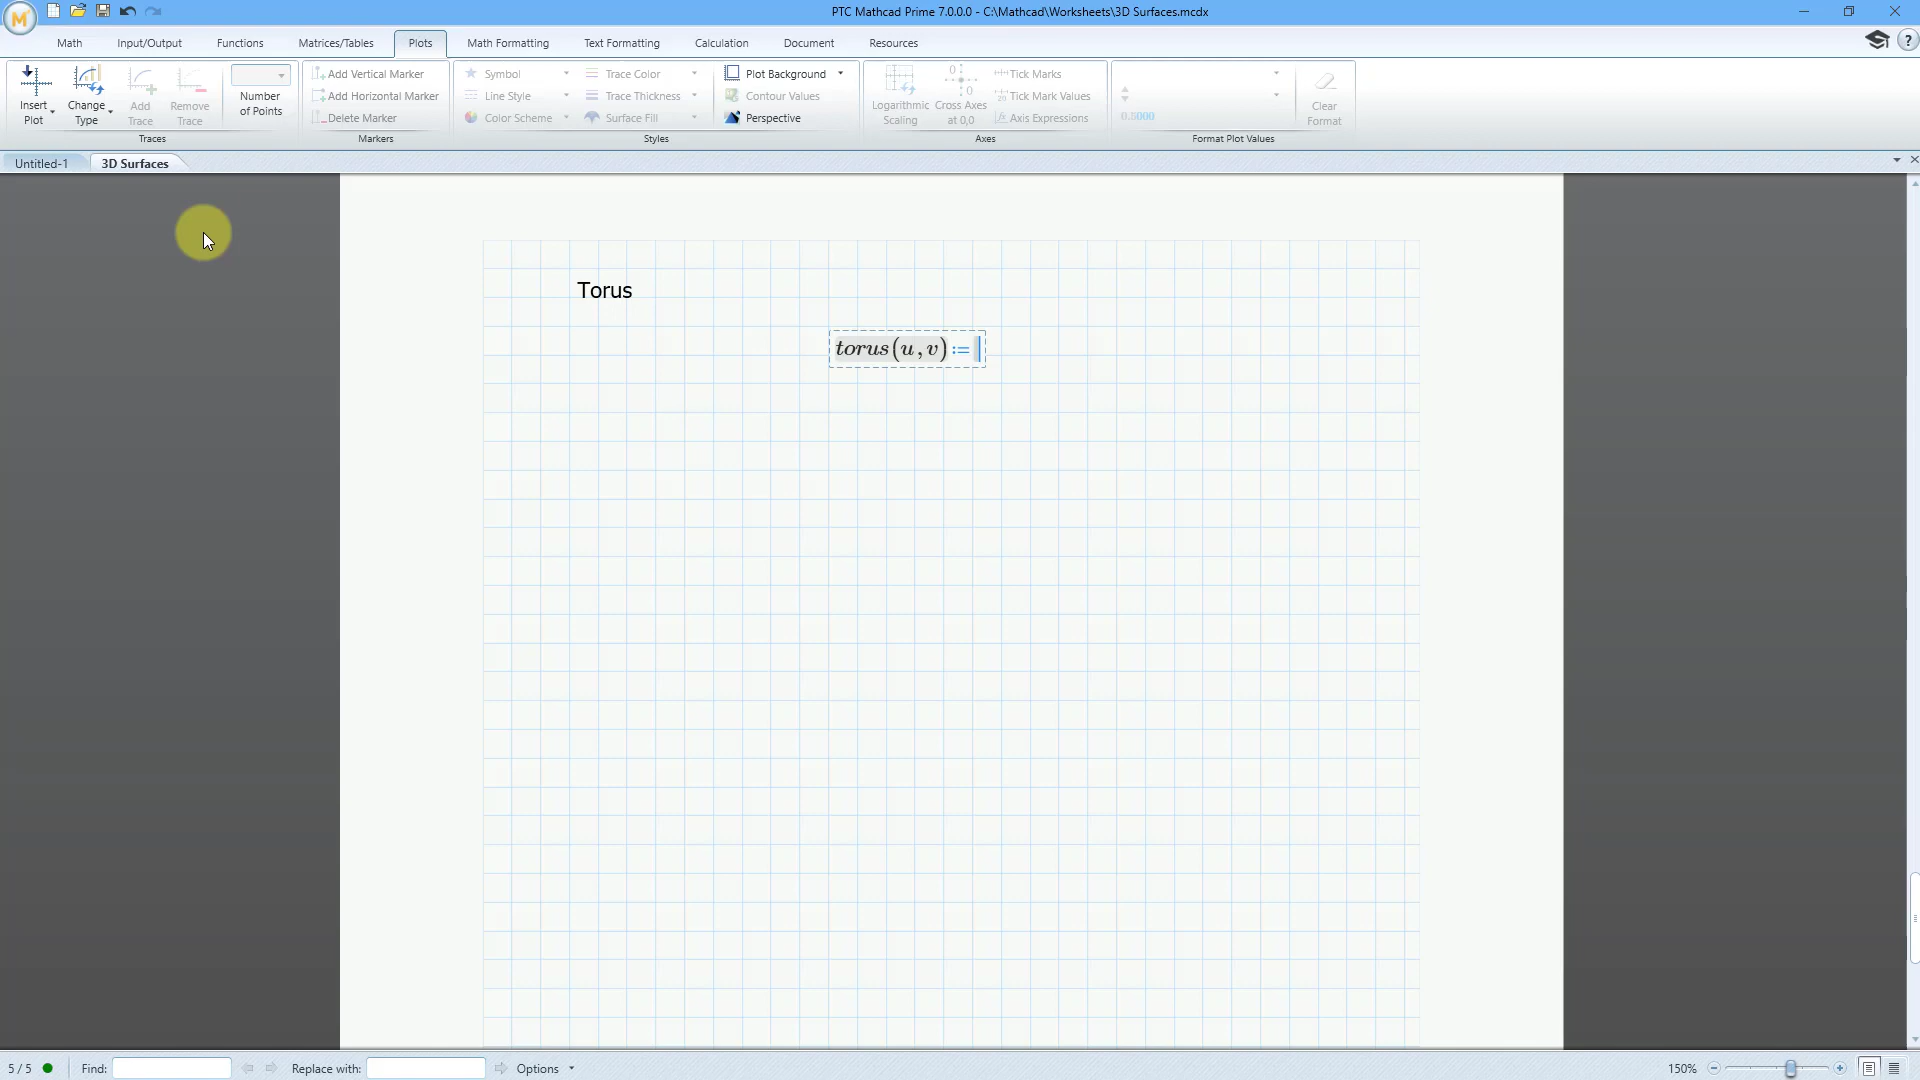 PTC Mathcad Prime 7.0.0.0 - C:\Mathcad\Worksheets\3D Surfaces.mcdx
Math Input/Output Functions Matrices/Tables Plots Math Formatting Text Formatting Calculation Document Resources
Insert Plot
Change Type
Add Trace
Remove Trace
Number of Points
Traces
Add Vertical Marker
Add Horizontal Marker
Delete Marker
Markers
Symbol
Line Style
Color Scheme
Trace Color
Trace Thickness
Surface Fill
Styles
Plot Background
Contour Values
Perspective
Logarithmic Scaling
Cross Axes at 0,0
Tick Marks
Tick Mark Values
Axis Expressions
Axes
0.5000
Clear Format
Format Plot Values
Untitled-1 3D Surfaces
Torus
torus(u,v):=
5 / 5 Find: Replace with: Options 150%